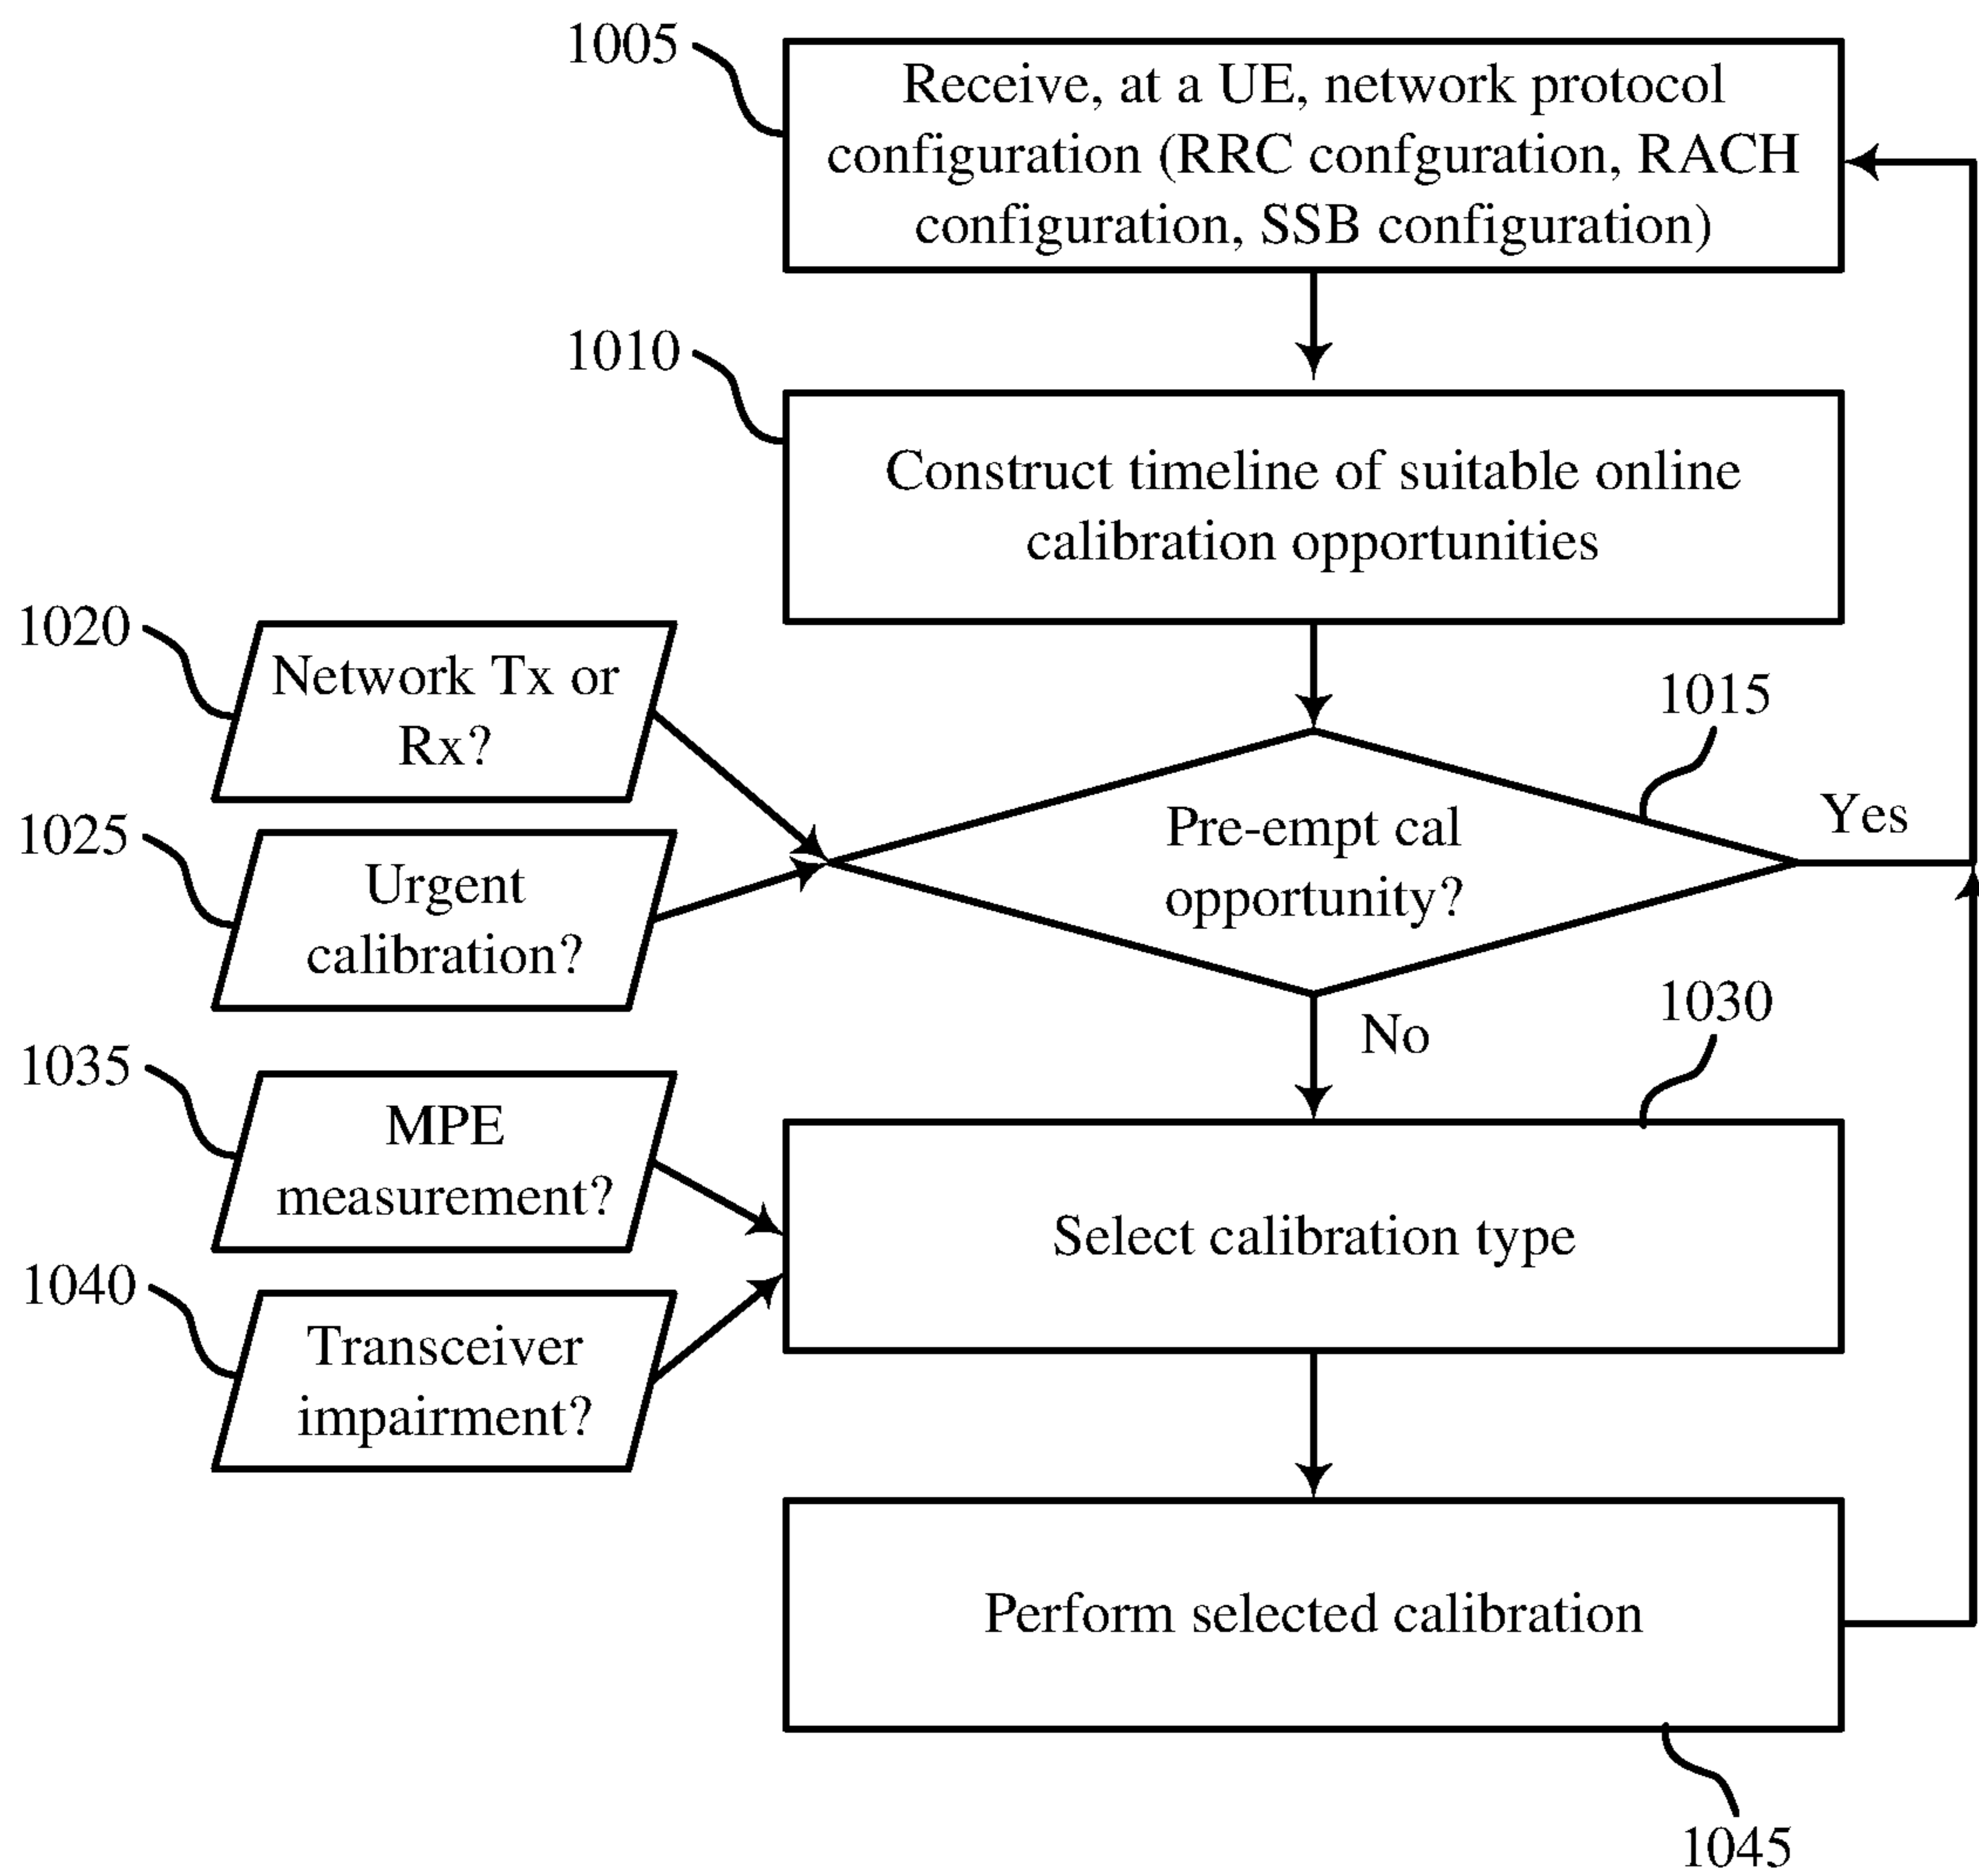 1005
Receive, at a UE, network protocol
configuration (RRC confguration, RACH
configuration, SSB configuration)
1010
Construct timeline of suitable online
calibration opportunities
1020
Network Tx or
Rx?
1015
Pre-empt cal
opportunity?
Yes
1025
Urgent
calibration?
No
1030
1035
MPE
measurement?
Select calibration type
1040
Transceiver
impairment?
Perform selected calibration
1045